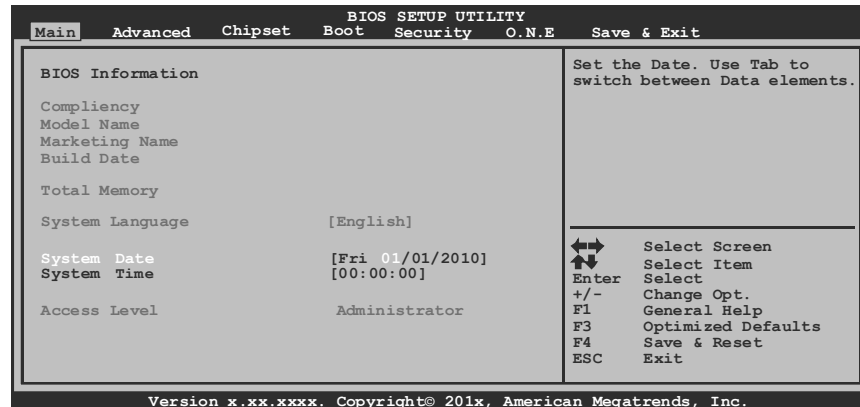 BIOS SETUP UTILITY
Main Advanced Chipset Boot Security O.N.E Save & Exit
BIOS Information
Compliency
Model Name
Marketing Name
Build Date
Total Memory
System Language [English]
System Date [Fri 01/01/2010]
System Time [00:00:00]
Access Level Administrator
Set the Date. Use Tab to
switch between Data elements.
Select Screen
Select Item
Enter Select
+/- Change Opt.
F1 General Help
F3 Optimized Defaults
F4 Save & Reset
ESC Exit
Version x.xx.xxxx. Copyright© 201x, American Megatrends, Inc.